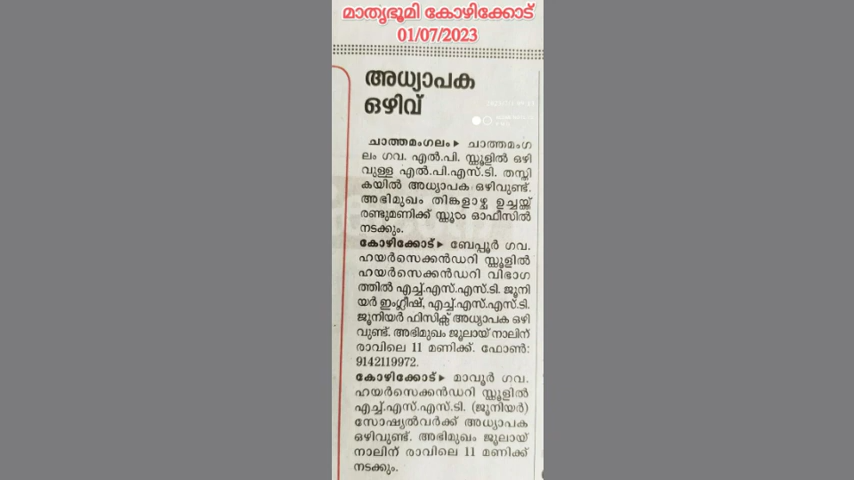 മാതൃഭൂമി കോഴിക്കോട്
01/07/2023
അധ്യാപക
ഒഴിവ്
ചാത്തമംഗലം ▶ ചാത്തമംഗ
ലം ഗവ. എൽ.പി. സ്കൂളിൽ ഒഴി
വുള്ള എൽ.പി.എസ്.ടി. തസ്തി
കയിൽ അധ്യാപക ഒഴിവുണ്ട്.
അഭിമുഖം തിങ്കളാഴ്ച ഉച്ചയ്ക്ക്
രണ്ടുമണിക്ക് സ്കൂൾ ഓഫീസിൽ
നടക്കും.
കോഴിക്കോട് ▶ ബേപ്പൂർ ഗവ.
ഹയർസെക്കൻഡറി സ്കൂളിൽ
ഹയർസെക്കൻഡറി വിഭാഗ
ത്തിൽ എച്ച്.എസ്.എസ്.ടി. ജൂനി
യർ ഇംഗ്ലീഷ്, എച്ച്.എസ്.എസ്.ടി.
ജൂനിയർ ഫിസിക്സ് അധ്യാപക ഒഴി
വുണ്ട്. അഭിമുഖം ജൂലായ് നാലിന്
രാവിലെ 11 മണിക്ക്. ഫോൺ:
9142119972.
കോഴിക്കോട് ▶ മാവൂർ ഗവ.
ഹയർസെക്കൻഡറി സ്കൂളിൽ
എച്ച്.എസ്.എസ്.ടി. (ജൂനിയർ)
സോഷ്യൽവർക്ക് അധ്യാപക
ഒഴിവുണ്ട്. അഭിമുഖം ജൂലായ്
നാലിന് രാവിലെ 11 മണിക്ക്
നടക്കും.